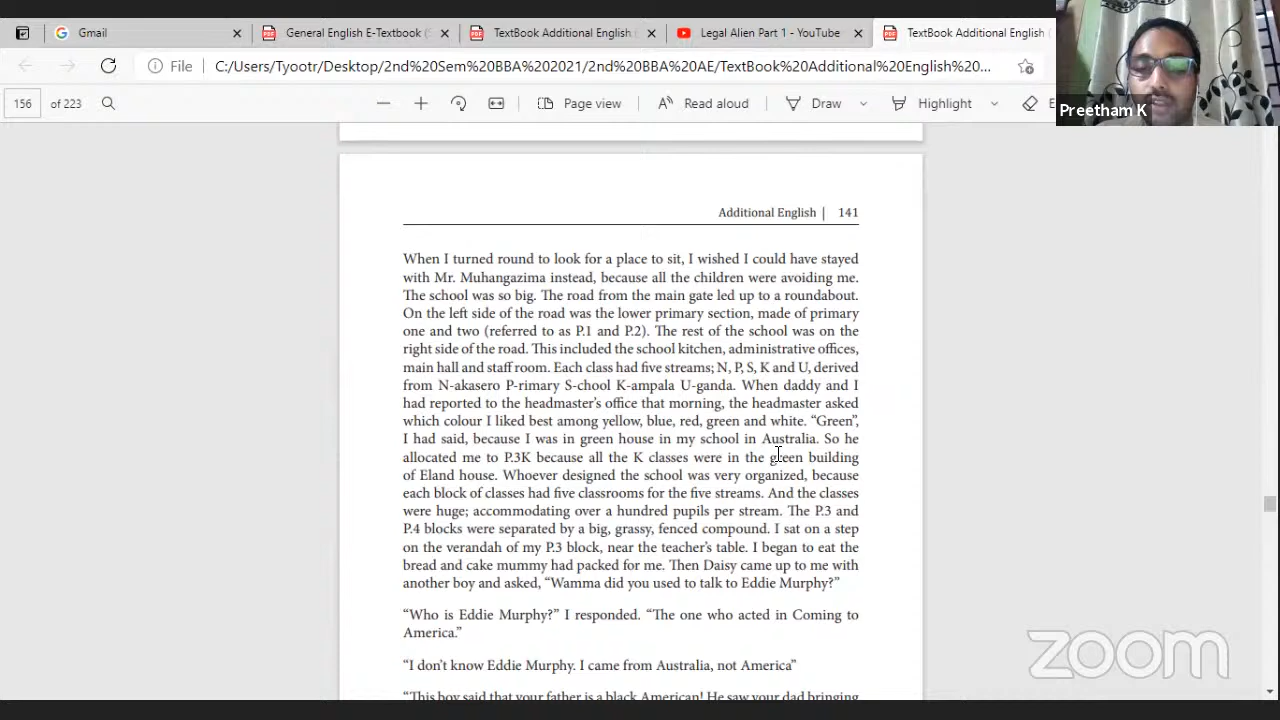 Gmail
General English E-Textbook (
TextBook Additional English
Legal Alien Part 1 - YouTube
TextBook Additional English (
File
C:/Users/Tyootr/Desktop/2nd%20Sem%20BBA%202021/2nd%20BBA%20AE/TextBook%20Additional%20English%20...
156 of 223
Page view
Read aloud
Draw
Highlight
E
Preetham K
Additional English | 141
When I turned round to look for a place to sit, I wished I could have stayed
with Mr. Muhangazima instead, because all the children were avoiding me.
The school was so big. The road from the main gate led up to a roundabout.
On the left side of the road was the lower primary section, made of primary
one and two (referred to as P.1 and P.2). The rest of the school was on the
right side of the road. This included the school kitchen, administrative offices,
main hall and staff room. Each class had five streams; N, P, S, K and U, derived
from N-akasero P-rimary S-chool K-ampala U-ganda. When daddy and I
had reported to the headmaster's office that morning, the headmaster asked
which colour I liked best among yellow, blue, red, green and white. “Green”,
I had said, because I was in green house in my school in Australia. So he
allocated me to P.3K because all the K classes were in the green building
of Eland house. Whoever designed the school was very organized, because
each block of classes had five classrooms for the five streams. And the classes
were huge; accommodating over a hundred pupils per stream. The P.3 and
P.4 blocks were separated by a big, grassy, fenced compound. I sat on a step
on the verandah of my P.3 block, near the teacher's table. I began to eat the
bread and cake mummy had packed for me. Then Daisy came up to me with
another boy and asked, “Wamma did you used to talk to Eddie Murphy?”
“Who is Eddie Murphy?” I responded. “The one who acted in Coming to
America.”
“I don't know Eddie Murphy. I came from Australia, not America”
“This boy said that your father is a black American! He saw your dad bringing
zoom